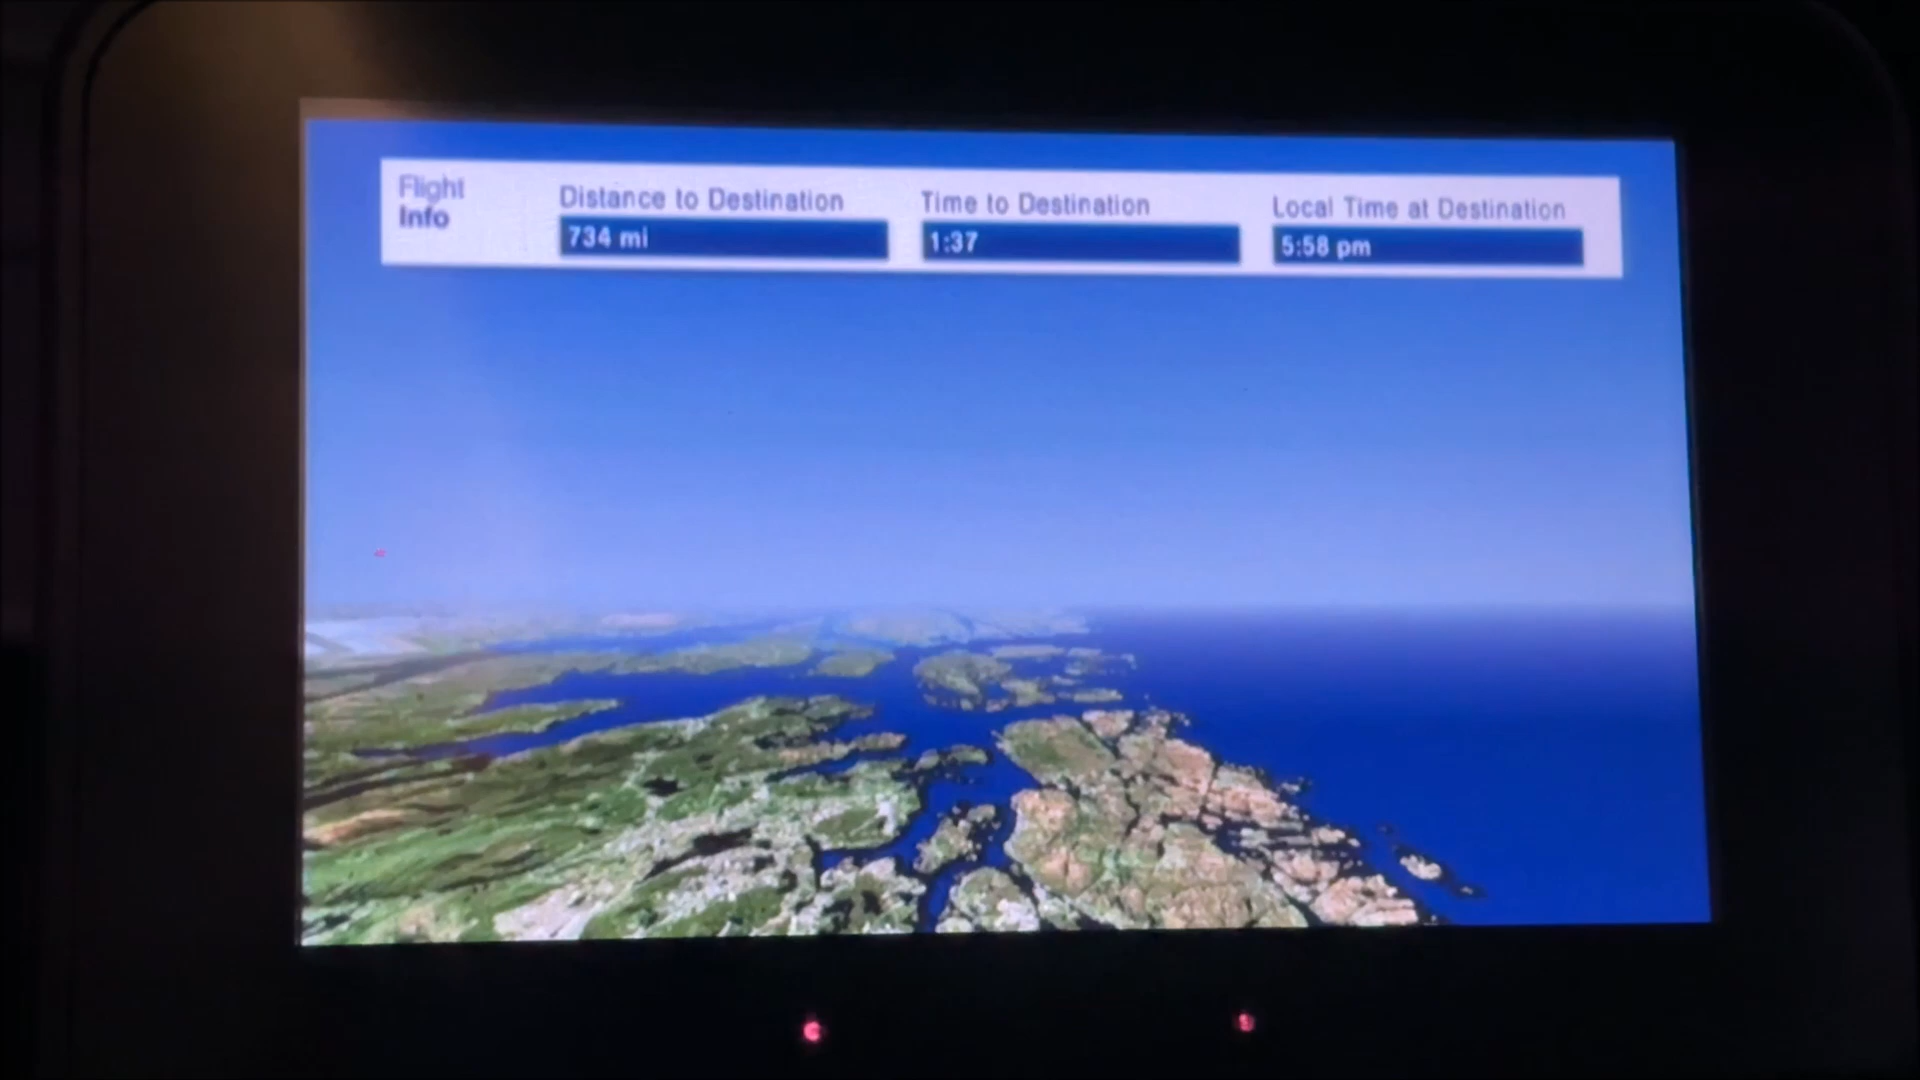 Flight
Info
Distance to Destination
734 mi
Time to Destination
1:37
Local Time at Destination
5:58 pm